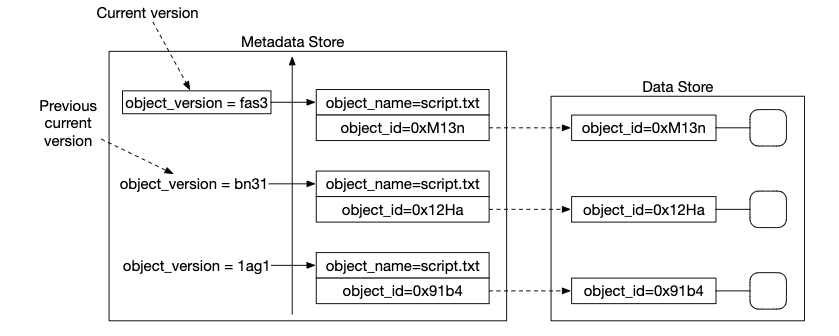 Current version
Metadata Store
Data Store
object_version = fas3
object_name=script.txt
object_id=0xM13n
object_id=0xM13n
Previous
current
version
object_version = bn31
object_name=script.txt
object_id=0x12Ha
object_id=0x12Ha
object_version = 1ag1
object_name=script.txt
object_id=0x91b4
object_id=0x91b4